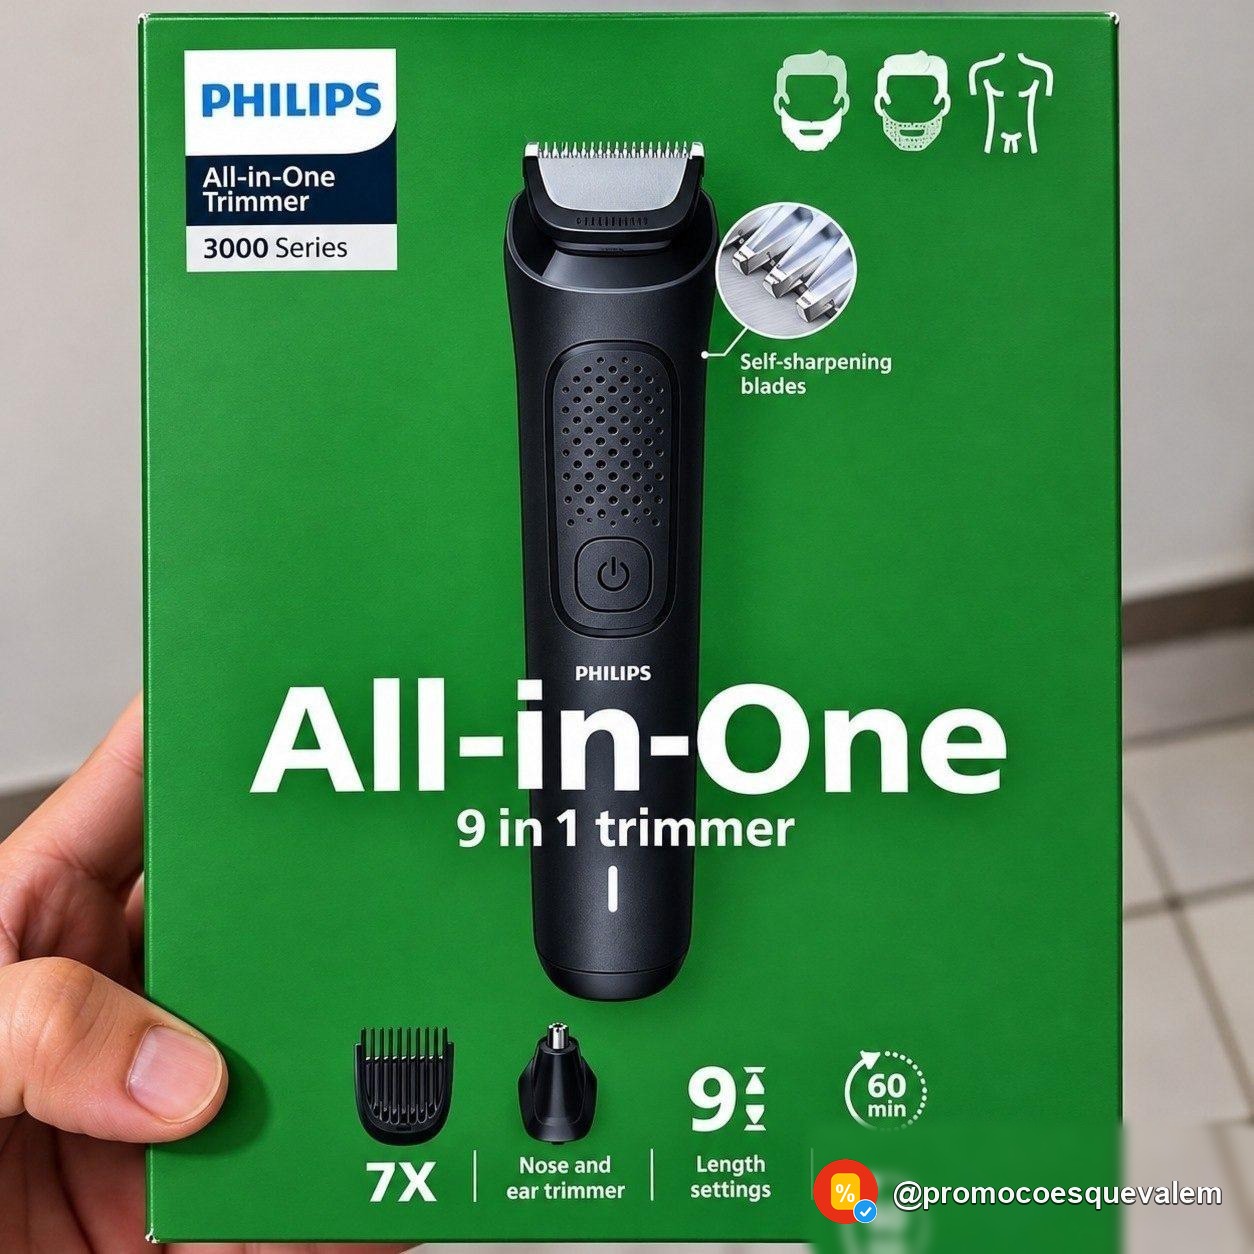 PHILIPS
All-in-One
Trimmer
3000 Series
Self-sharpening
blades
PHILIPS
All-in-One
9 in 1 trimmer
7X
Nose and
ear trimmer
9
Length
settings
60
min
%
@promocoesquevalem